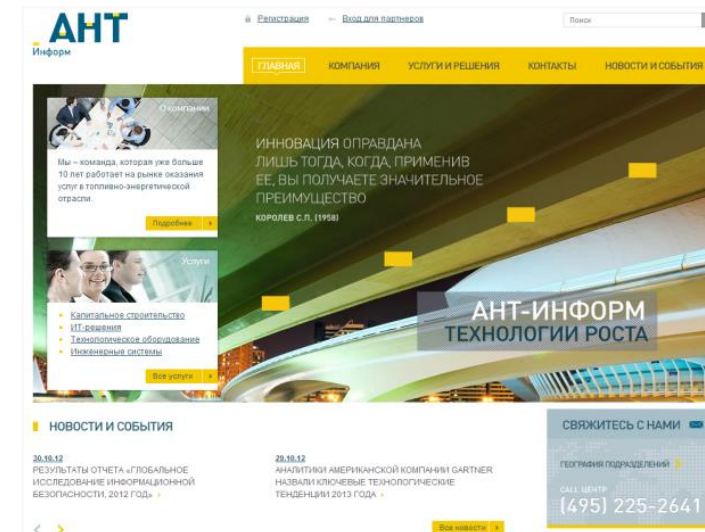 АНТ
Информ
Регистрация
Вход для партнеров
Поиск
ГЛАВНАЯ
КОМПАНИЯ
УСЛУГИ И РЕШЕНИЯ
КОНТАКТЫ
НОВОСТИ И СОБЫТИЯ
О компании
Мы – команда, которая уже больше
10 лет работает на рынке оказания
услуг в топливно-энергетической
отрасли.
Подробнее
ИННОВАЦИЯ ОПРАВДАНА
ЛИШЬ ТОГДА, КОГДА, ПРИМЕНИВ
ЕЕ, ВЫ ПОЛУЧАЕТЕ ЗНАЧИТЕЛЬНОЕ
ПРЕИМУЩЕСТВО
КОРОЛЕВ С.П. (1958)
Услуги
Капитальное строительство
ИТ-решения
Технологическое оборудование
Инженерные системы
Все услуги
АНТ-ИНФОРМ
ТЕХНОЛОГИИ РОСТА
НОВОСТИ И СОБЫТИЯ
30.10.12
РЕЗУЛЬТАТЫ ОТЧЕТА «ГЛОБАЛЬНОЕ
ИССЛЕДОВАНИЕ ИНФОРМАЦИОННОЙ
БЕЗОПАСНОСТИ, 2012 ГОД»
29.10.12
АНАЛИТИКИ АМЕРИКАНСКОЙ КОМПАНИИ GARTNER
НАЗВАЛИ КЛЮЧЕВЫЕ ТЕХНОЛОГИЧЕСКИЕ
ТЕНДЕНЦИИ 2013 ГОДА
Все новости
СВЯЖИТЕСЬ С НАМИ
ГЕОГРАФИЯ ПОДРАЗДЕЛЕНИЙ
CALL ЦЕНТР
(495) 225-2641